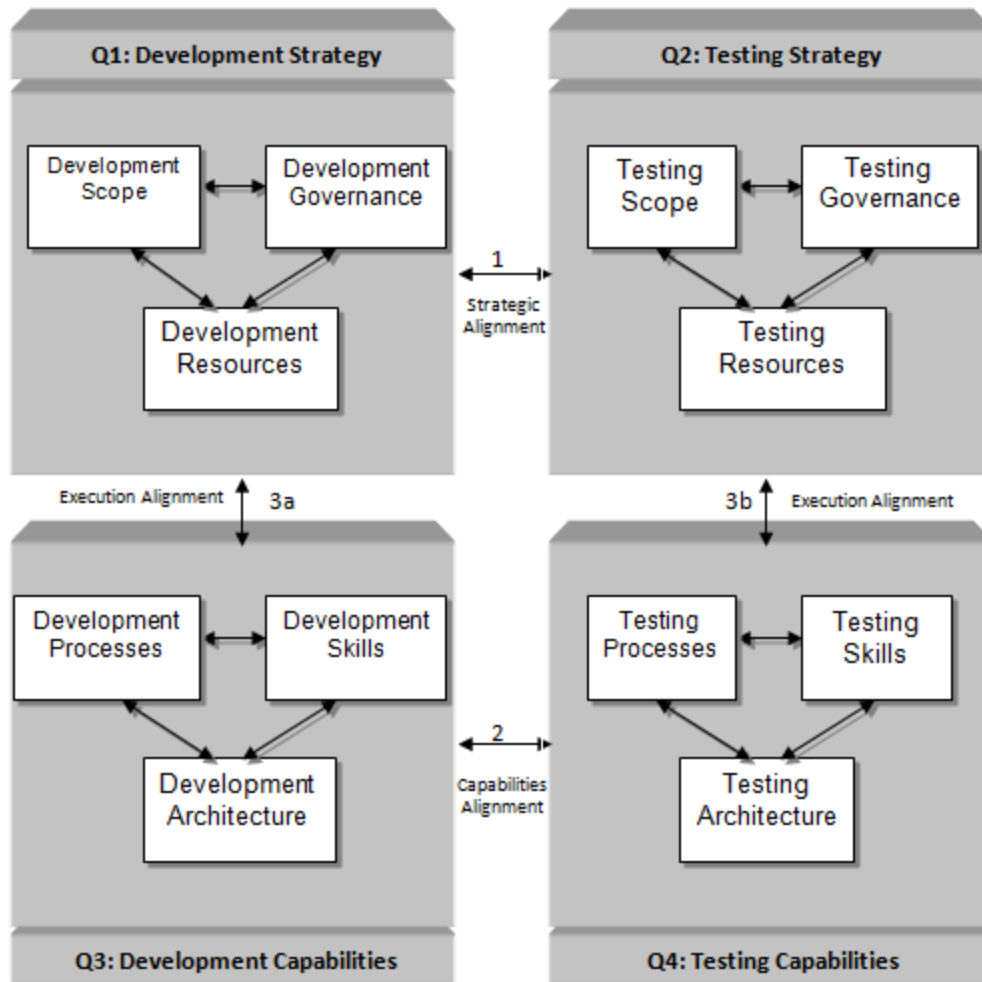 Q1: Development Strategy
Q2: Testing Strategy
Development
Scope
Development
Governance
Testing
Scope
Testing
Governance
1
Strategic
Alignment
Development
Resources
Testing
Resources
Execution Alignment
3a
3b
Execution Alignment
Development
Processes
Development
Skills
Testing
Processes
Testing
Skills
2
Capabilities
Alignment
Development
Architecture
Testing
Architecture
Q3: Development Capabilities
Q4: Testing Capabilities